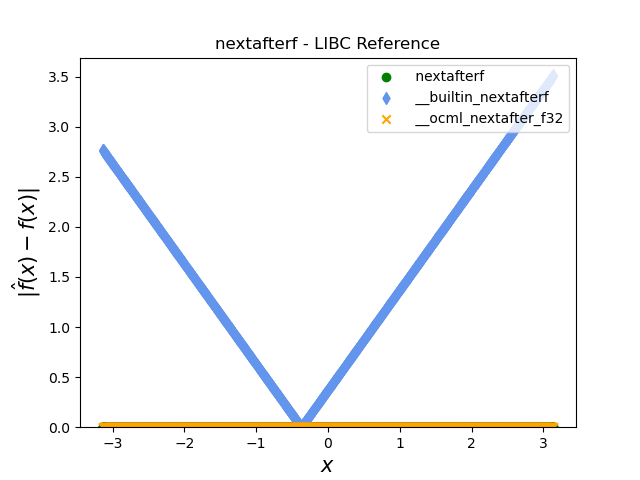 nextafterf - LIBC Reference
nextafterf
__builtin_nextafterf
__ocml_nextafter_f32
|f̂(x) − f(x)|
3.5
3.0
2.5
2.0
1.5
1.0
0.5
0.0
−3 −2 −1 0 1 2 3
x